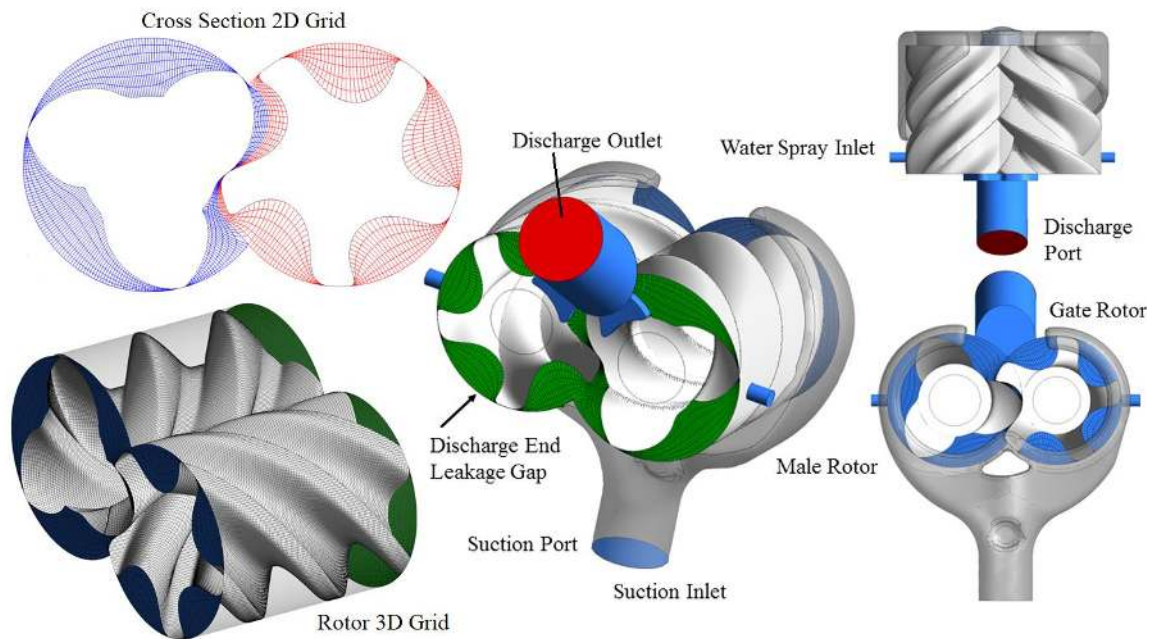 Cross Section 2D Grid
Discharge Outlet
Water Spray Inlet
Discharge
Port
Gate Rotor
Discharge End
Leakage Gap
Male Rotor
Suction Port
Suction Inlet
Rotor 3D Grid